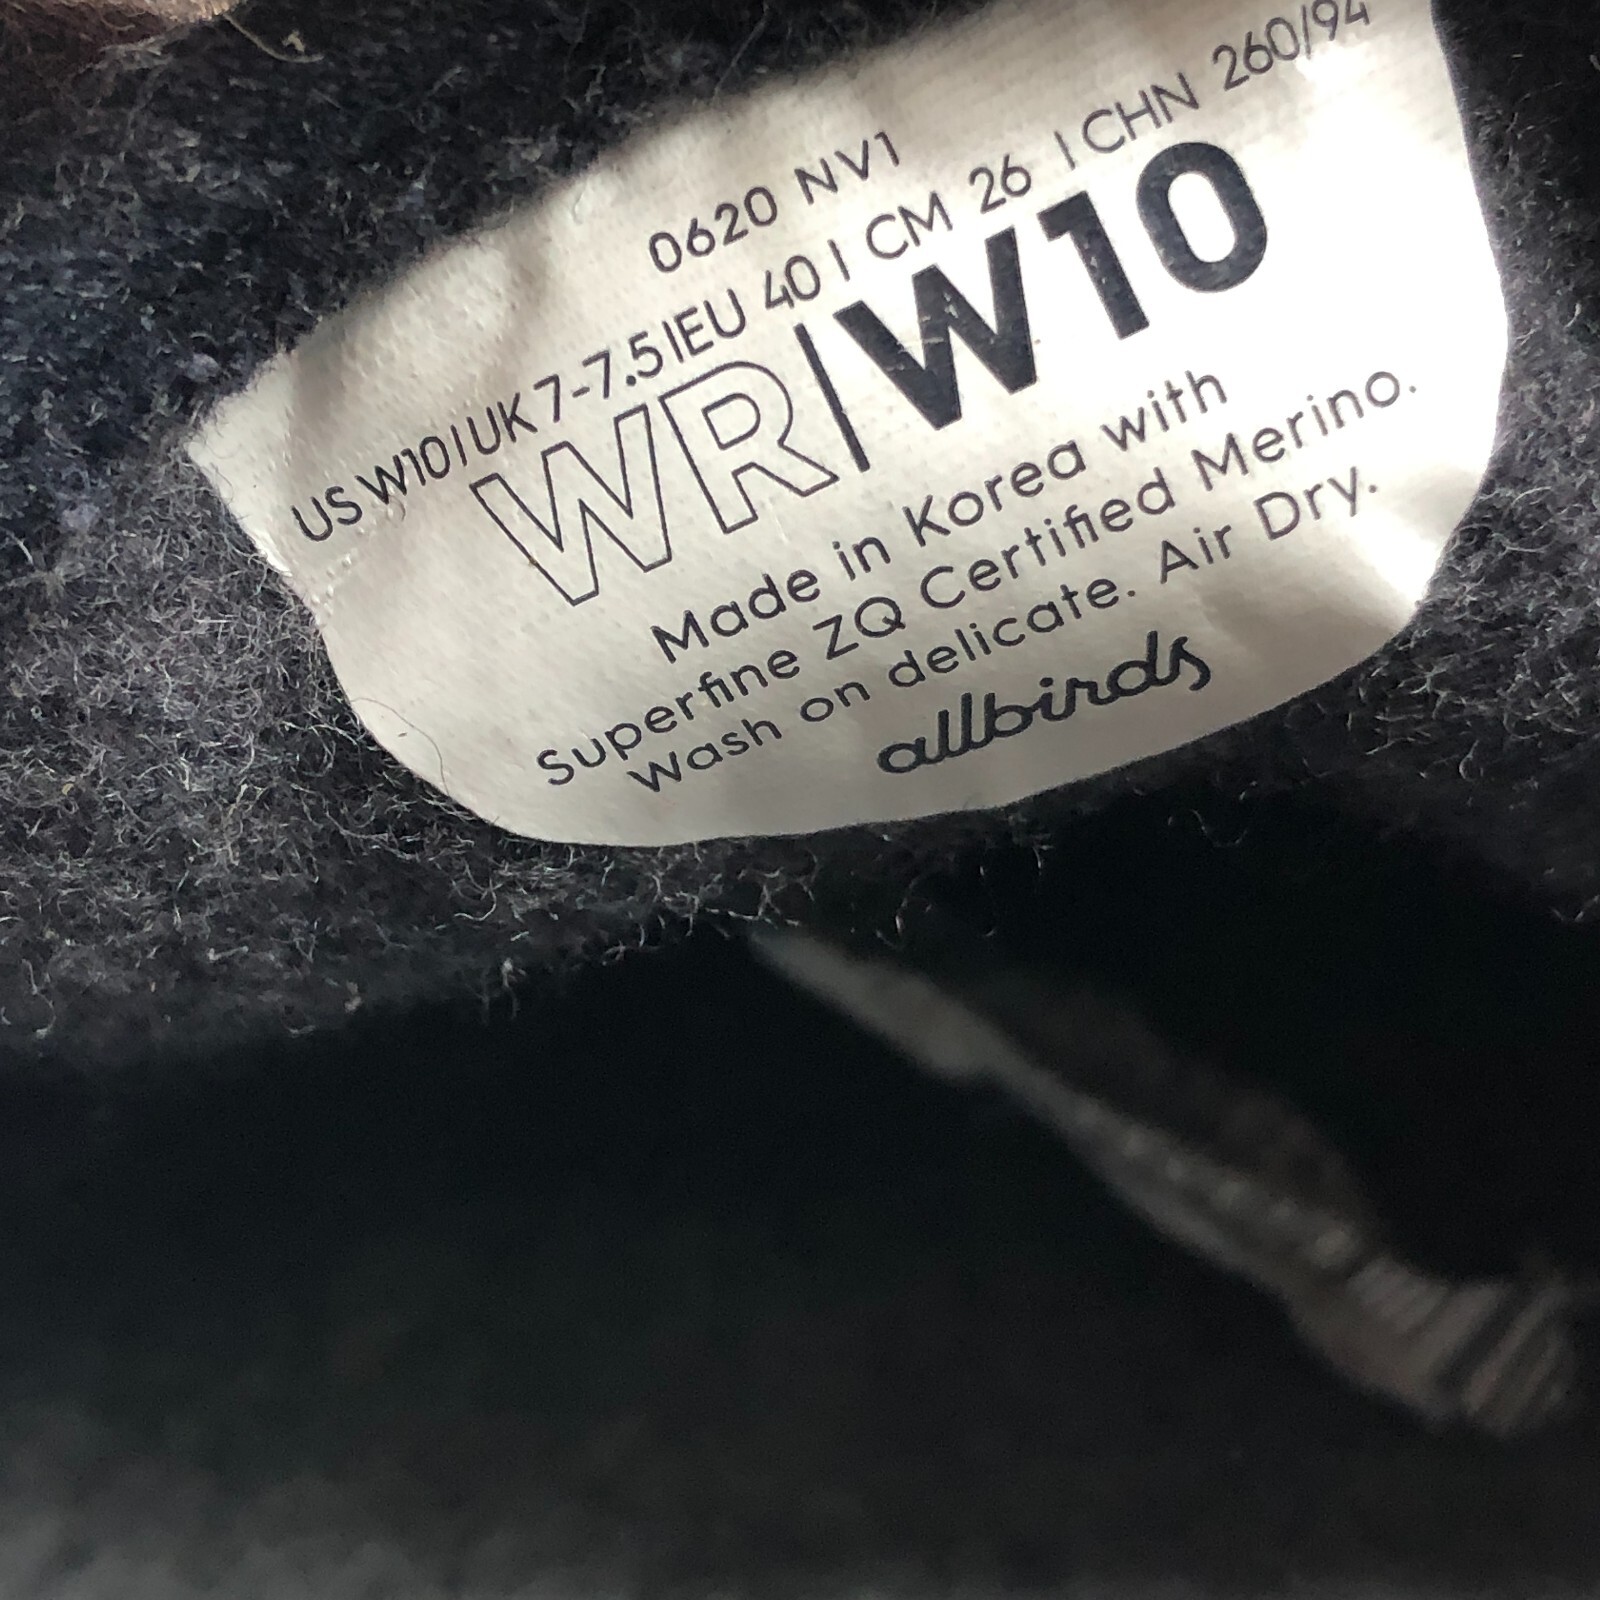 0620 NV1
US W10 | UK 7-7.5 | EU 40 | CM 26 | CHN 260/94
WR | W10
Made in Korea with
Superfine ZQ Certified Merino.
Wash on delicate. Air Dry.
allbirds